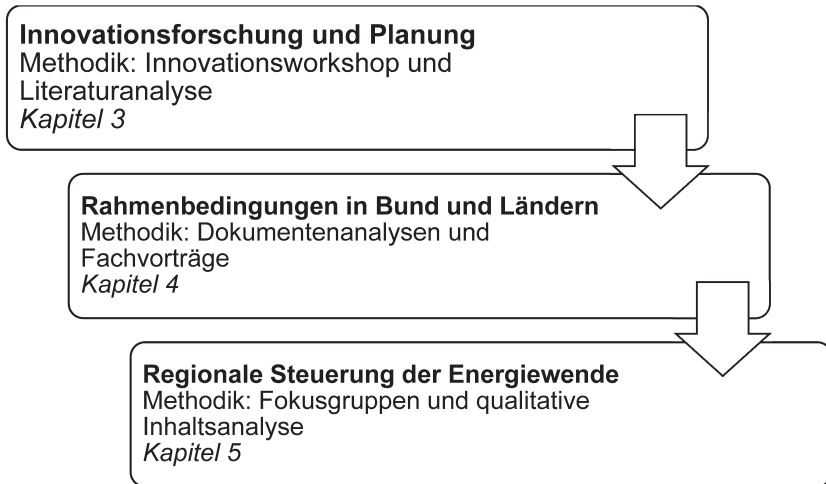 Innovationsforschung und Planung
Methodik: Innovationsworkshop und
Literaturanalyse
Kapitel 3
Rahmenbedingungen in Bund und Ländern
Methodik: Dokumentenanalysen und
Fachvorträge
Kapitel 4
Regionale Steuerung der Energiewende
Methodik: Fokusgruppen und qualitative
Inhaltsanalyse
Kapitel 5